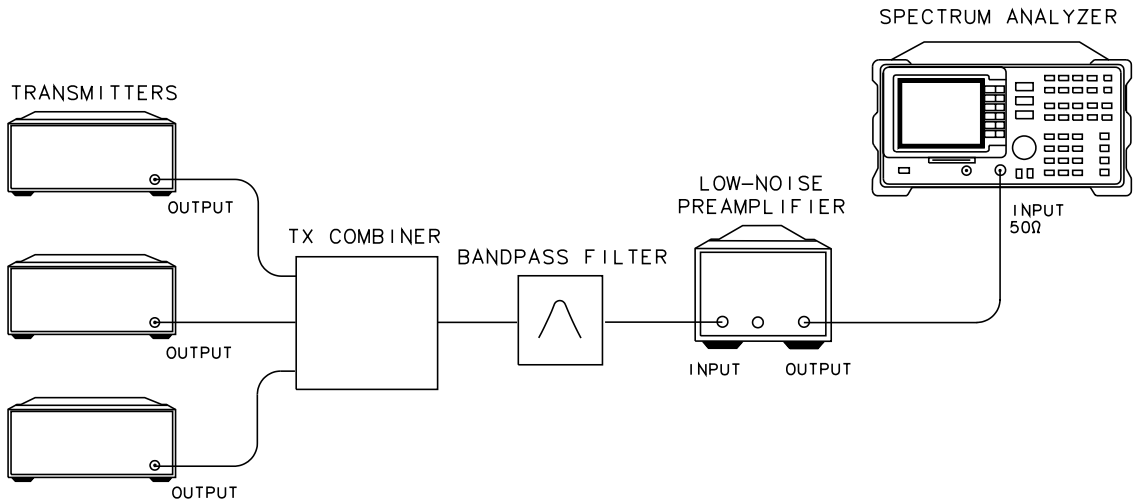 SPECTRUM ANALYZER
TRANSMITTERS
OUTPUT
LOW-NOISE
PREAMPLIFIER
INPUT
50Ω
TX COMBINER
BANDPASS FILTER
OUTPUT
INPUT
OUTPUT
OUTPUT